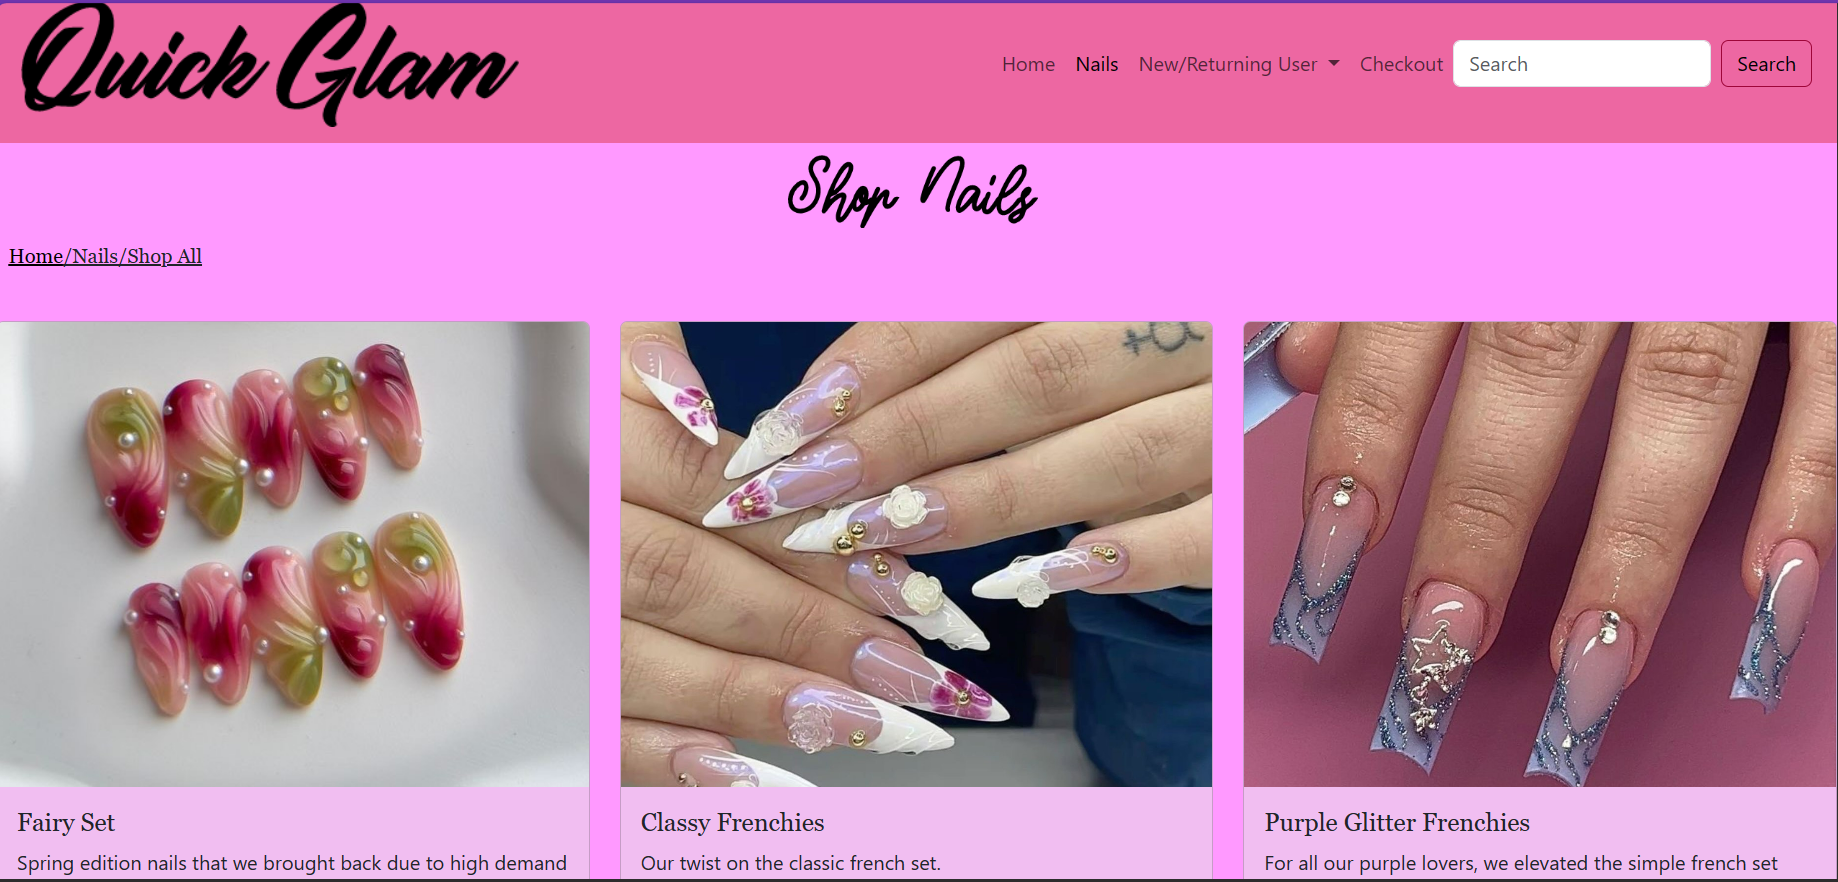 Quick Glam
Home Nails New/Returning User Checkout Search Search
Shop Nails
Home/Nails/Shop All
Fairy Set
Spring edition nails that we brought back due to high demand
Classy Frenchies
Our twist on the classic french set.
Purple Glitter Frenchies
For all our purple lovers, we elevated the simple french set